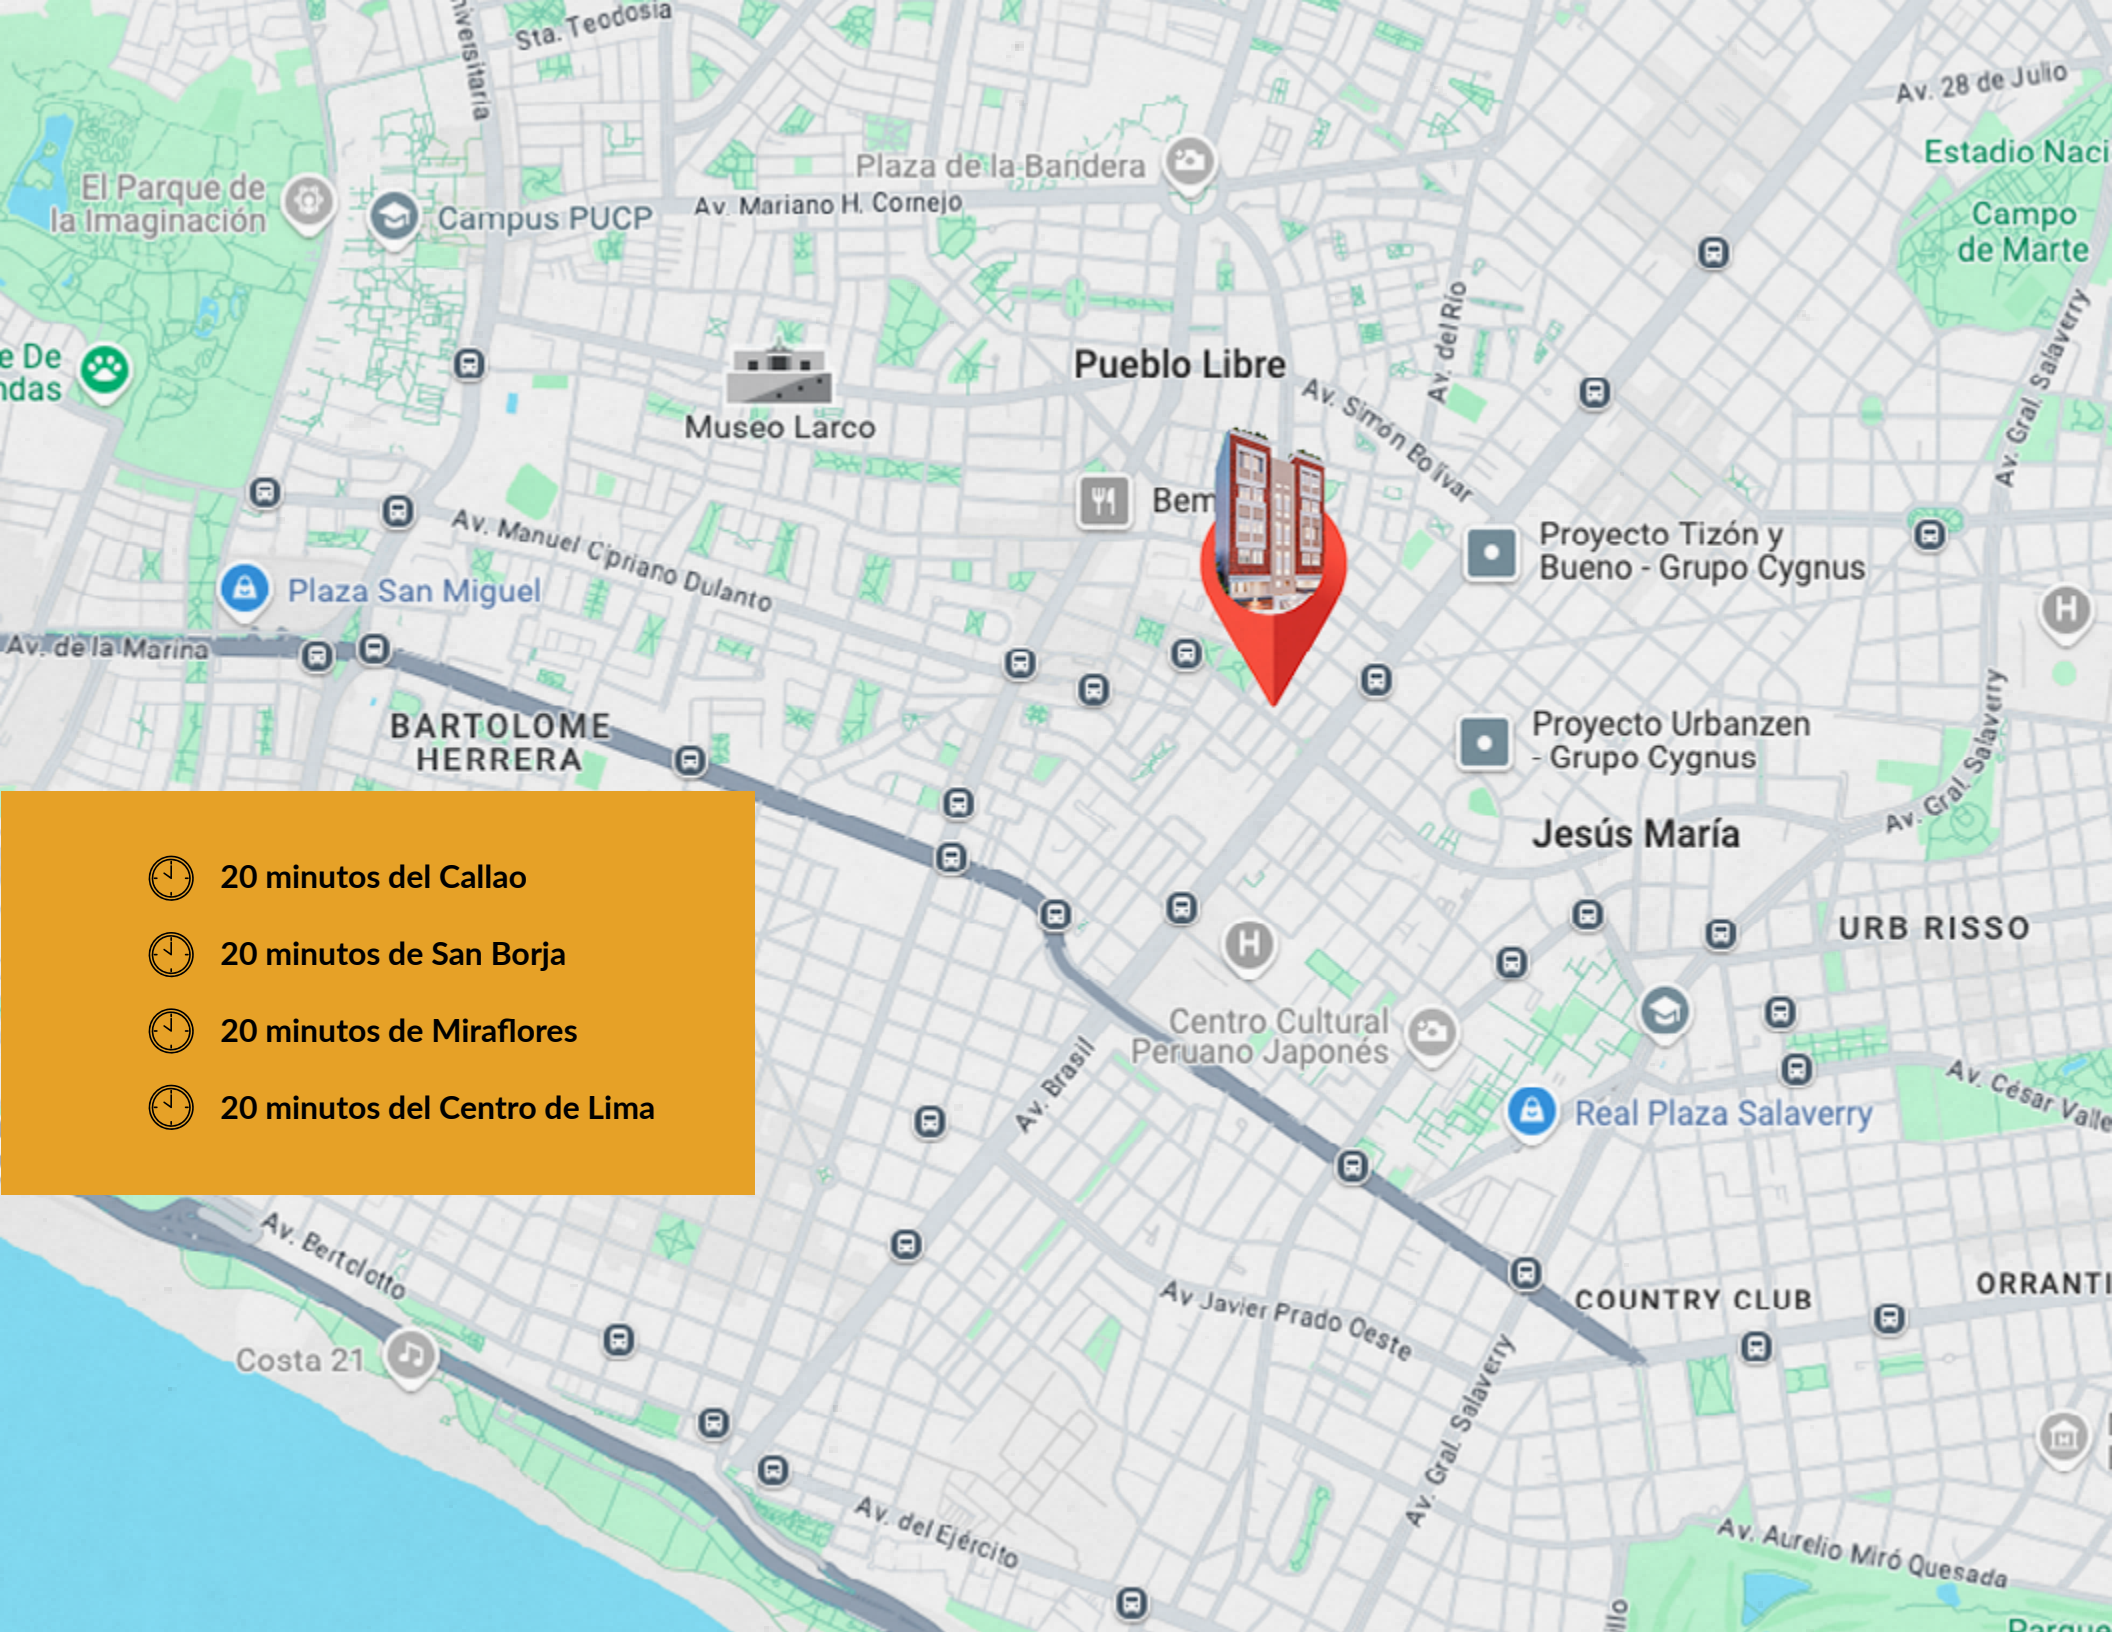 Sta. Teodosia
Av. 28 de Julio
Estadio Naci
Plaza de la Bandera
El Parque de
la Imaginación
Campus PUCP
Av. Mariano H. Cornejo
Campo
de Marte
Av. del Río
Av. Gral. Salaverry
e De
ndas
Pueblo Libre
Av. Simón Bolívar
Museo Larco
Bem
Av. Manuel Cipriano Dulanto
Proyecto Tizón y
Bueno - Grupo Cygnus
Plaza San Miguel
Av. de la Marina
BARTOLOME
HERRERA
Proyecto Urbanzen
- Grupo Cygnus
Av. Gral. Salaverry
Jesús María
20 minutos del Callao
20 minutos de San Borja
20 minutos de Miraflores
20 minutos del Centro de Lima
URB RISSO
Centro Cultural
Peruano Japonés
Av. Brasil
Av. César Valle
Real Plaza Salaverry
Av. Bertolotto
Av Javier Prado Oeste
COUNTRY CLUB
ORRANTI
Costa 21
Av. Gral. Salaverry
Av. del Ejército
Av. Aurelio Miró Quesada
Parque